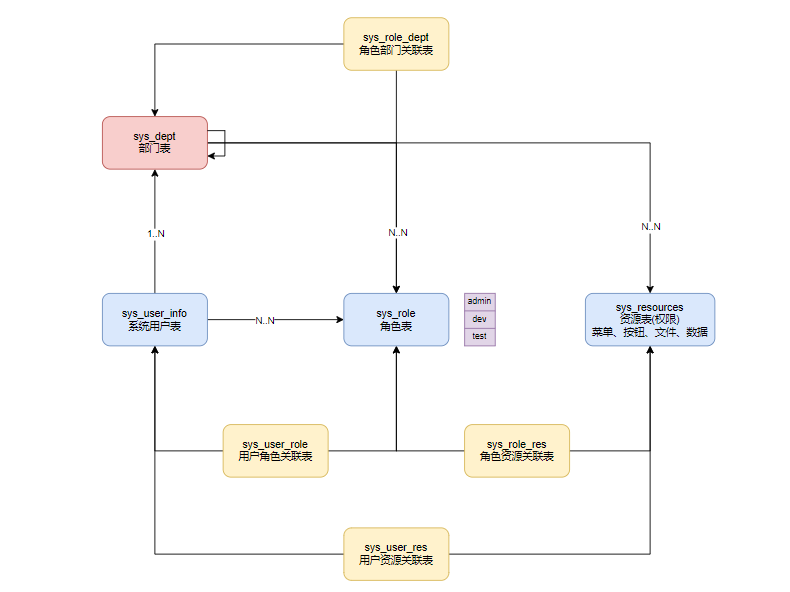 sys_role_dept
角色部门关联表
sys_dept
部门表
1..N
N..N
N..N
sys_user_info
系统用户表
N..N
sys_role
角色表
admin
dev
test
sys_resources
资源表(权限)
菜单、按钮、文件、数据
sys_user_role
用户角色关联表
sys_role_res
角色资源关联表
sys_user_res
用户资源关联表